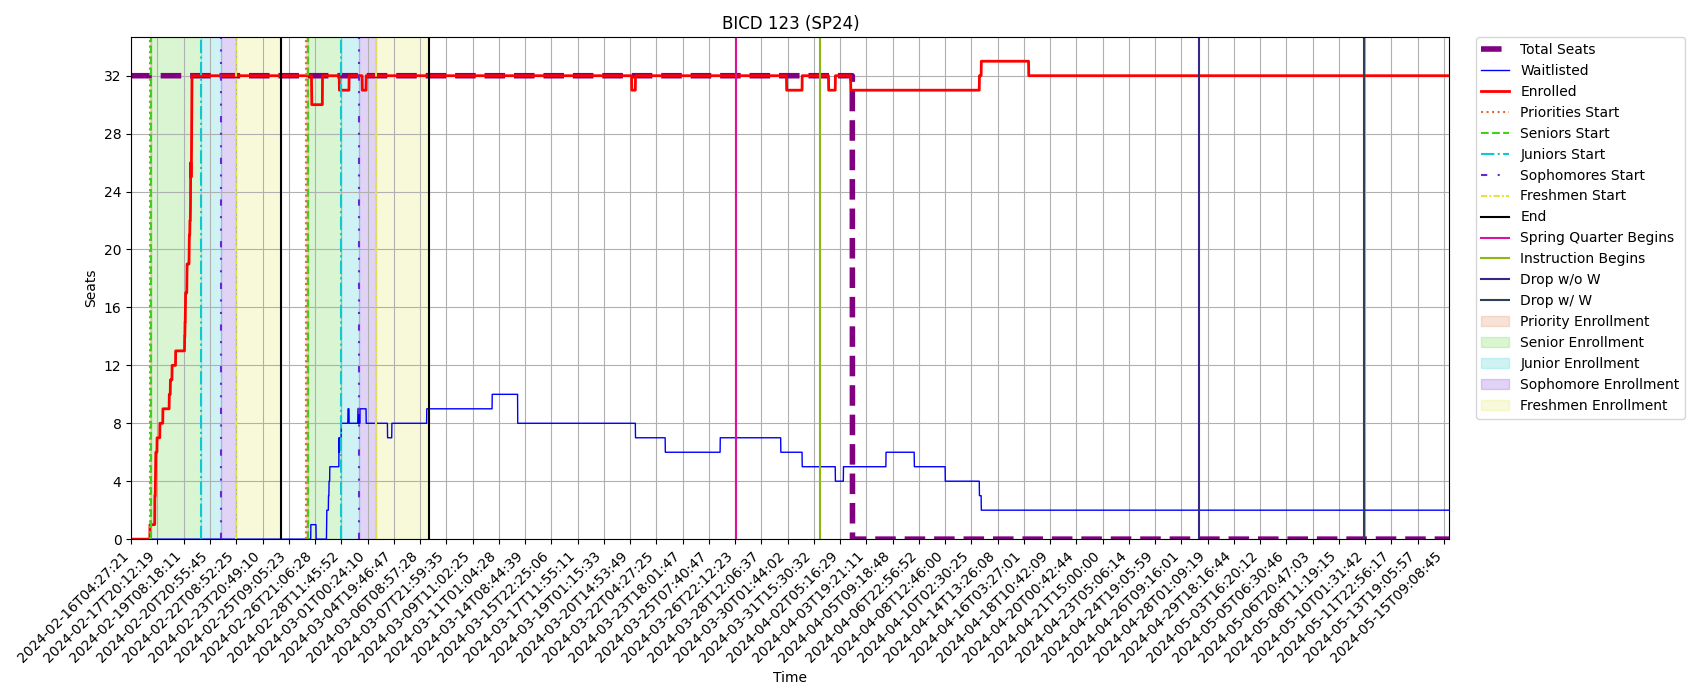 BICD 123 (SP24)
Seats
32
28
24
20
16
12
8
4
0
2024-02-16T04:27:21
2024-02-17T20:12:19
2024-02-19T08:18:11
2024-02-20T20:55:45
2024-02-22T08:52:25
2024-02-23T20:49:10
2024-02-25T09:05:23
2024-02-26T21:06:28
2024-02-28T11:45:52
2024-03-01T00:24:10
2024-03-04T19:46:47
2024-03-06T08:57:28
2024-03-07T21:59:35
2024-03-09T11:02:25
2024-03-11T01:04:28
2024-03-14T08:44:39
2024-03-15T22:25:06
2024-03-17T11:55:11
2024-03-19T01:15:33
2024-03-20T14:53:49
2024-03-22T04:27:25
2024-03-23T18:01:47
2024-03-25T07:40:47
2024-03-26T22:12:23
2024-03-28T12:06:37
2024-03-30T01:44:02
2024-03-31T15:30:32
2024-04-02T05:16:29
2024-04-03T19:21:11
2024-04-05T09:18:48
2024-04-06T22:56:52
2024-04-08T12:46:00
2024-04-10T02:30:25
2024-04-14T13:26:08
2024-04-16T03:27:01
2024-04-18T10:42:09
2024-04-20T00:42:44
2024-04-21T15:00:00
2024-04-23T05:06:14
2024-04-24T19:05:59
2024-04-26T09:16:01
2024-04-28T01:09:19
2024-04-29T18:16:44
2024-05-03T16:20:12
2024-05-05T06:30:46
2024-05-06T20:47:03
2024-05-08T11:19:15
2024-05-10T01:31:42
2024-05-11T22:56:17
2024-05-13T19:05:57
2024-05-15T09:08:45
Time
Total Seats
Waitlisted
Enrolled
Priorities Start
Seniors Start
Juniors Start
Sophomores Start
Freshmen Start
End
Spring Quarter Begins
Instruction Begins
Drop w/o W
Drop w/ W
Priority Enrollment
Senior Enrollment
Junior Enrollment
Sophomore Enrollment
Freshmen Enrollment